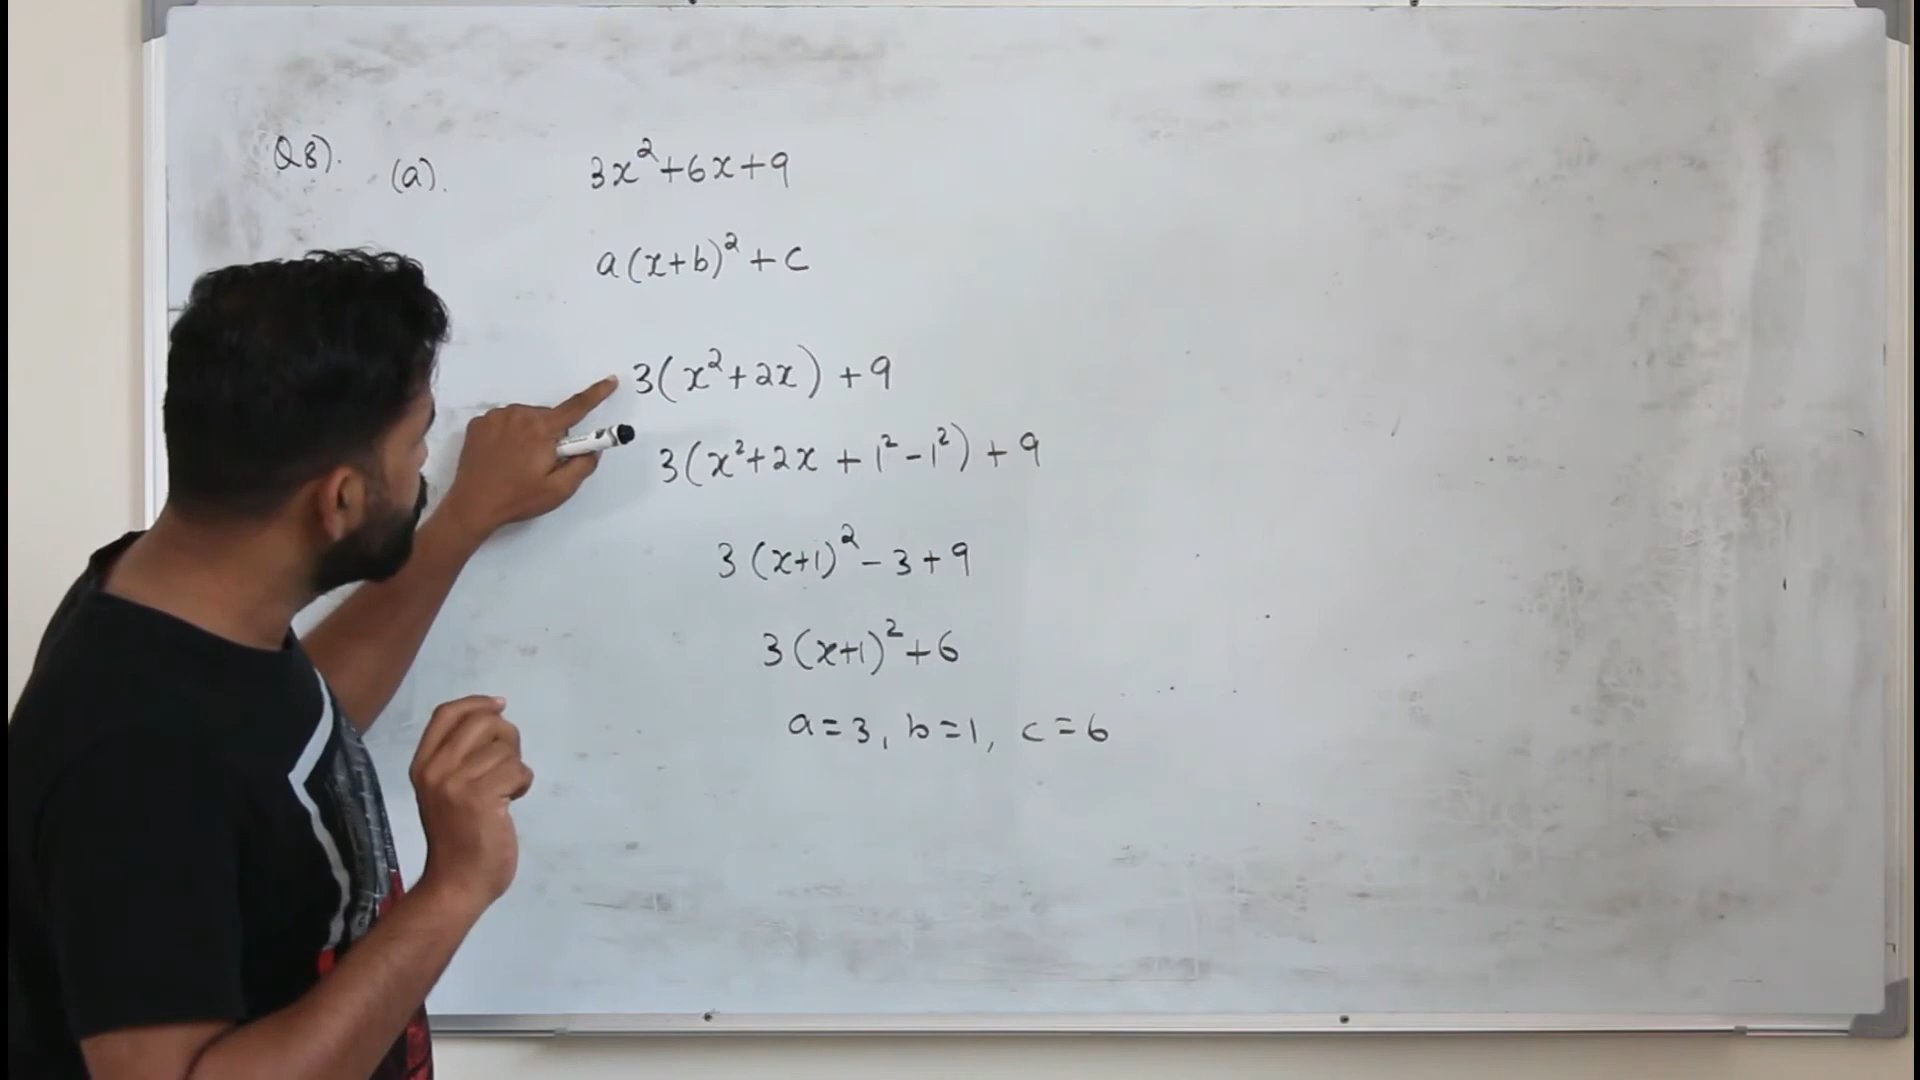 Q8). (a). 3x²+6x+9
a(x+b)²+c
3(x²+2x)+9
3(x²+2x+1²-1²)+9
3(x+1)²-3+9
3(x+1)²+6
a=3, b=1, c=6